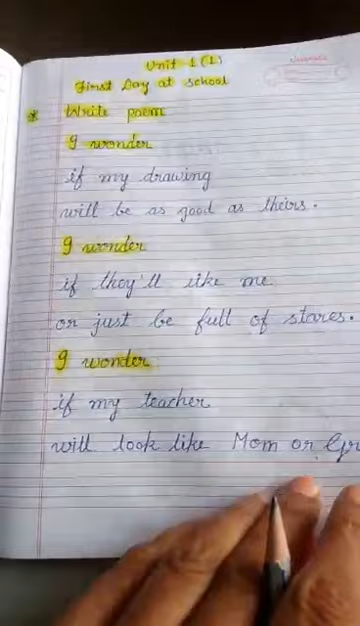 Unit-1 (1)
First Day at school
* Write poem
I wonder
if my drawing
will be as good as theirs.
I wonder
if they'll like me
or just be full of stares.
I wonder
if my teacher
will look like Mom or Gr